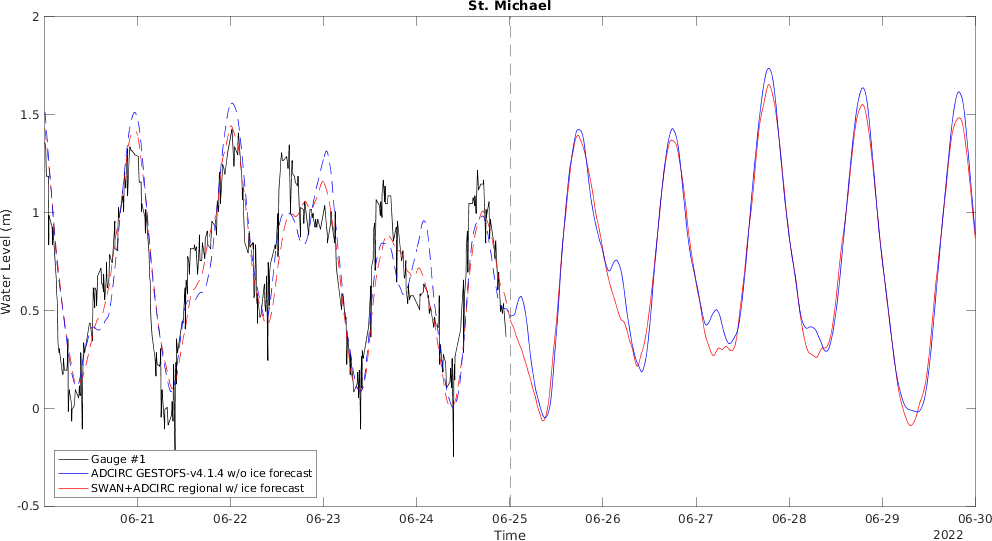 St. Michael
Water Level (m)
2
1.5
1
0.5
0
-0.5
Gauge #1
ADCIRC GESTOFS-v4.1.4 w/o ice forecast
SWAN+ADCIRC regional w/ ice forecast
06-21 06-22 06-23 06-24 06-25 06-26 06-27 06-28 06-29 06-30
Time
2022